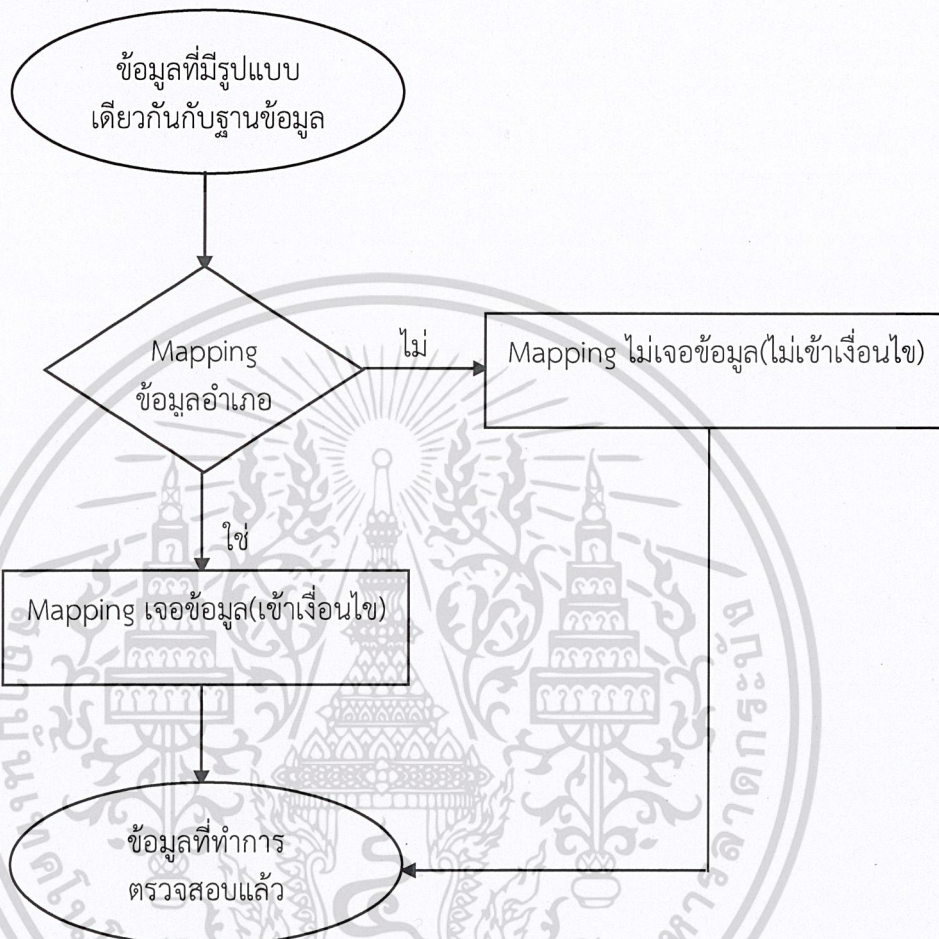 ข้อมูลที่มีรูปแบบ
เดียวกันกับฐานข้อมูล
Mapping
ข้อมูลอำเภอ
ไม่
Mapping ไม่เจอข้อมูล(ไม่เข้าเงื่อนไข)
ใช่
Mapping เจอข้อมูล(เข้าเงื่อนไข)
ข้อมูลที่ทำการ
ตรวจสอบแล้ว